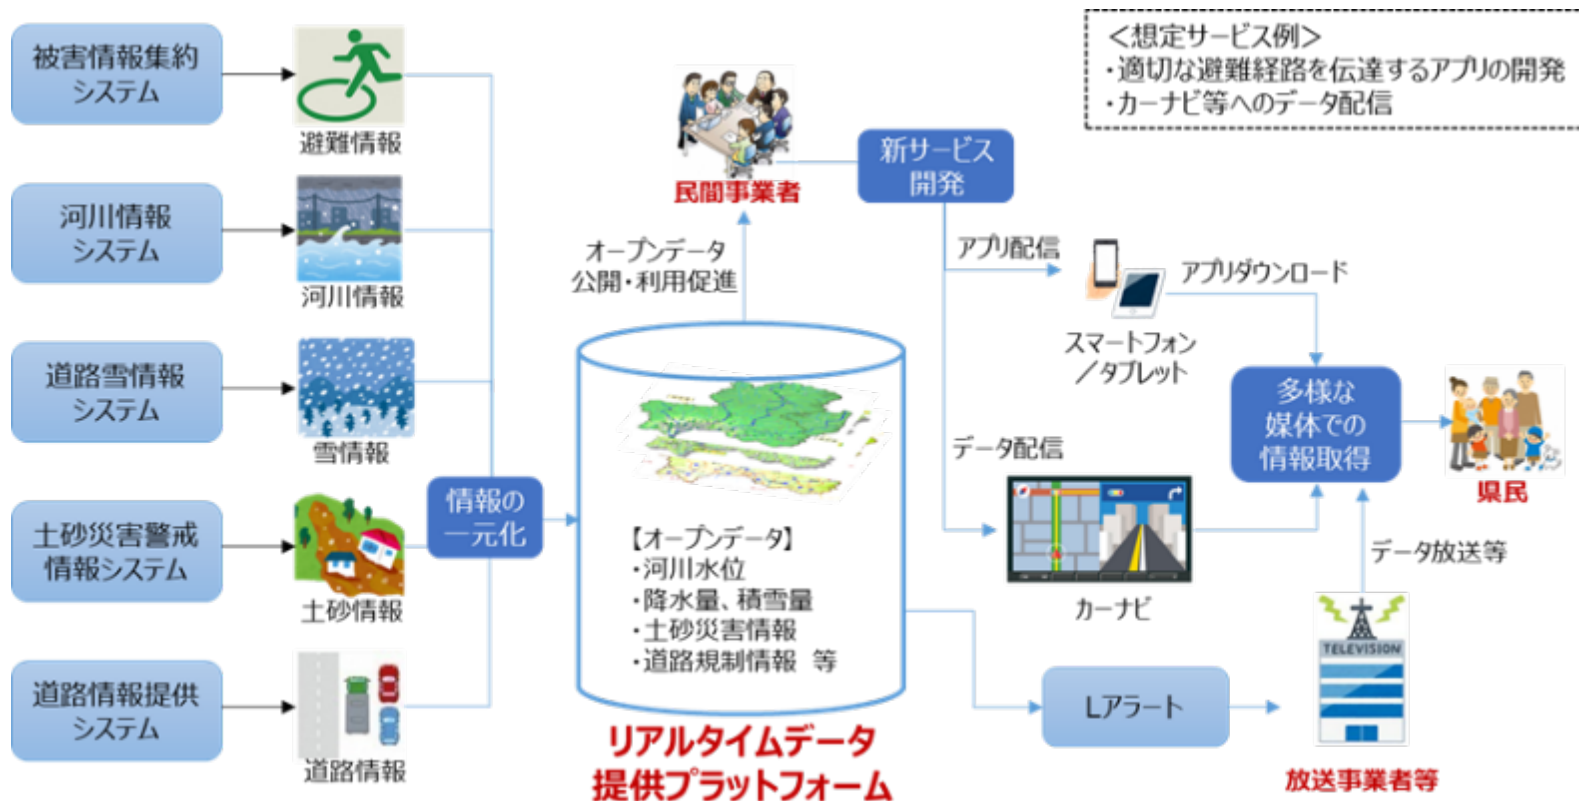 被害情報集約
システム
避難情報
河川情報
システム
河川情報
道路雪情報
システム
雪情報
土砂災害警戒
情報システム
土砂情報
道路情報提供
システム
道路情報
情報の
一元化
オープンデータ
公開・利用促進
民間事業者
新サービス
開発
【オープンデータ】
・河川水位
・降水量、積雪量
・土砂災害情報
・道路規制情報 等
リアルタイムデータ
提供プラットフォーム
<想定サービス例>
・適切な避難経路を伝達するアプリの開発
・カーナビ等へのデータ配信
アプリ配信
アプリダウンロード
スマートフォン
/タブレット
データ配信
カーナビ
多様な
媒体での
情報取得
県民
データ放送等
Lアラート
TELEVISION
放送事業者等